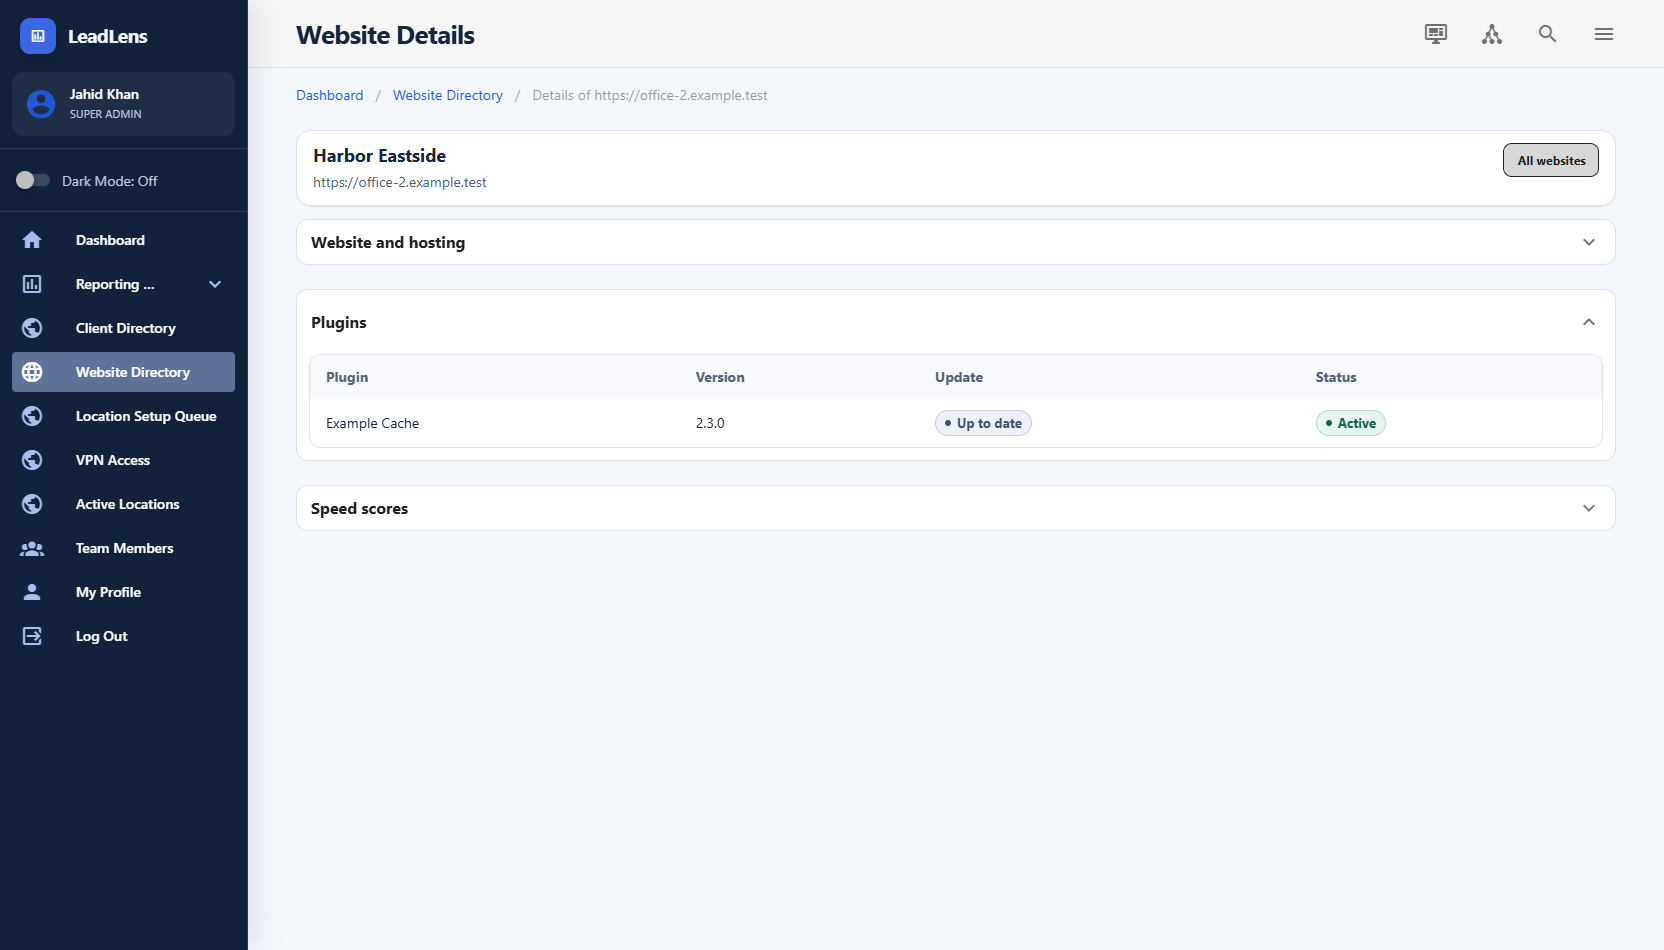 LeadLens
Jahid Khan
SUPER ADMIN
Dark Mode: Off
Dashboard
Reporting ...
Client Directory
Website Directory
Location Setup Queue
VPN Access
Active Locations
Team Members
My Profile
Log Out
Website Details
Dashboard / Website Directory / Details of https://office-2.example.test
Harbor Eastside
https://office-2.example.test
All websites
Website and hosting
Plugins
Plugin Version Update Status
Example Cache 2.3.0 Up to date Active
Speed scores